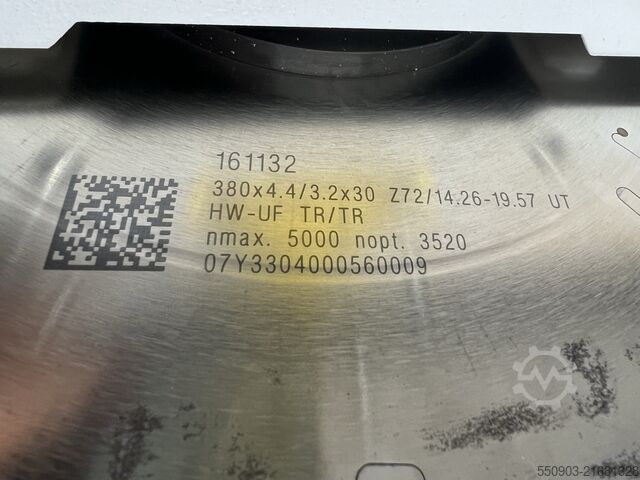 161132
380x4.4/3.2x30 Z72/14.26-19.57 UT
HW-UF TR/TR
nmax. 5000 nopt. 3520
07Y3304000560009
550903-21681328